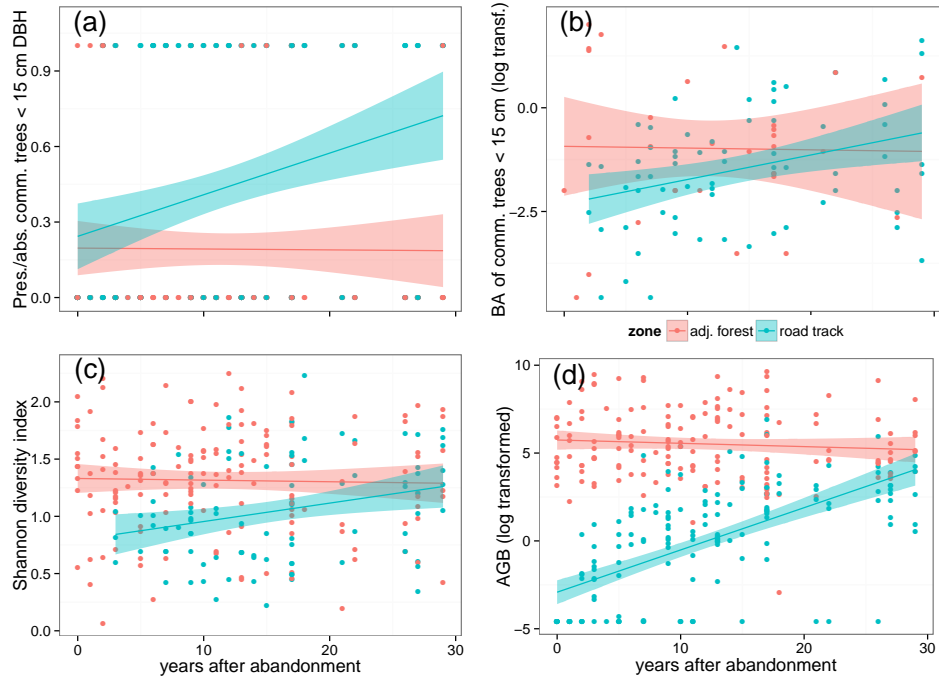 (a)
Pres./abs. comm. trees < 15 cm DBH
0.9
0.6
0.3
0.0
(b)
BA of comm. trees < 15 cm (log transf.)
0.0
−2.5
zone adj. forest road track
(c)
Shannon diversity index
2.0
1.5
1.0
0.5
0.0
0 10 20 30
years after abandonment
(d)
AGB (log transformed)
10
5
0
−5
0 10 20 30
years after abandonment